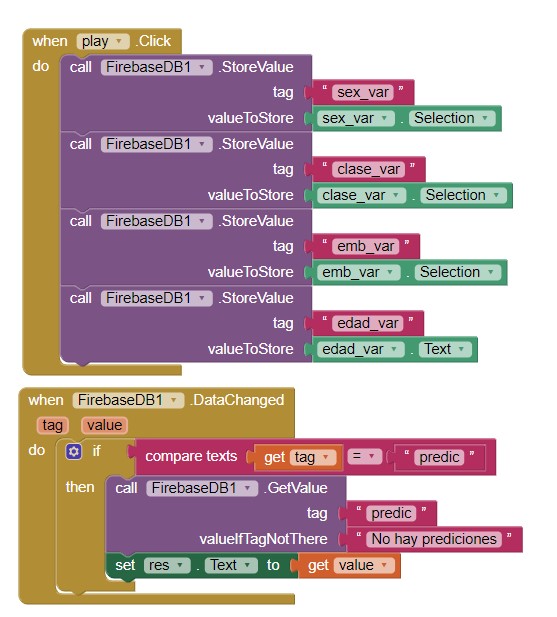 when play .Click
do call FirebaseDB1 .StoreValue
tag " sex_var "
valueToStore sex_var . Selection
call FirebaseDB1 .StoreValue
tag " clase_var "
valueToStore clase_var . Selection
call FirebaseDB1 .StoreValue
tag " emb_var "
valueToStore emb_var . Selection
call FirebaseDB1 .StoreValue
tag " edad_var "
valueToStore edad_var . Text
when FirebaseDB1 .DataChanged
tag value
do if compare texts get tag = " predic "
then call FirebaseDB1 .GetValue
tag " predic "
valueIfTagNotThere " No hay prediciones "
set res . Text to get value